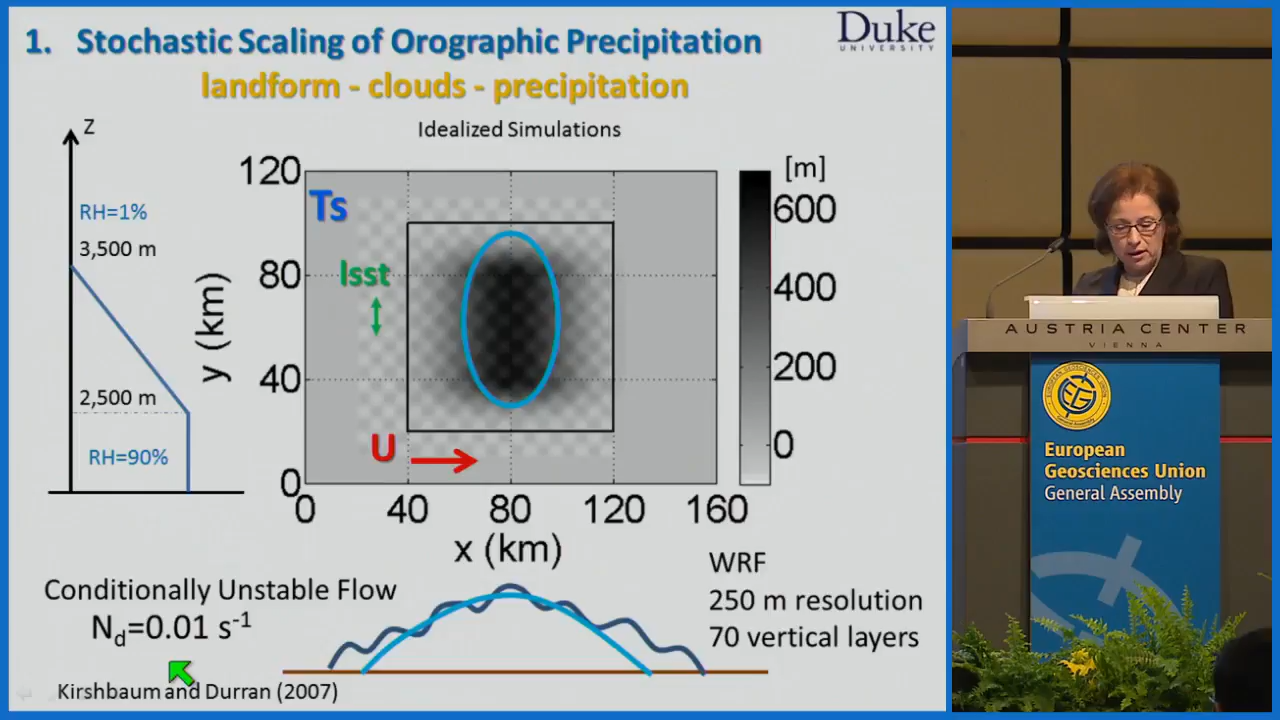 1. Stochastic Scaling of Orographic Precipitation
landform - clouds - precipitation
Duke
UNIVERSITY
Idealized Simulations
Z
RH=1%
3,500 m
2,500 m
RH=90%
120
80
40
0
y (km)
Ts
lsst
U
0 40 80 120 160
x (km)
[m]
600
400
200
0
Conditionally Unstable Flow
Nd=0.01 s-1
Kirshbaum and Durran (2007)
WRF
250 m resolution
70 vertical layers
AUSTRIA CENTER
VIENNA
European
Geosciences Union
General Assembly